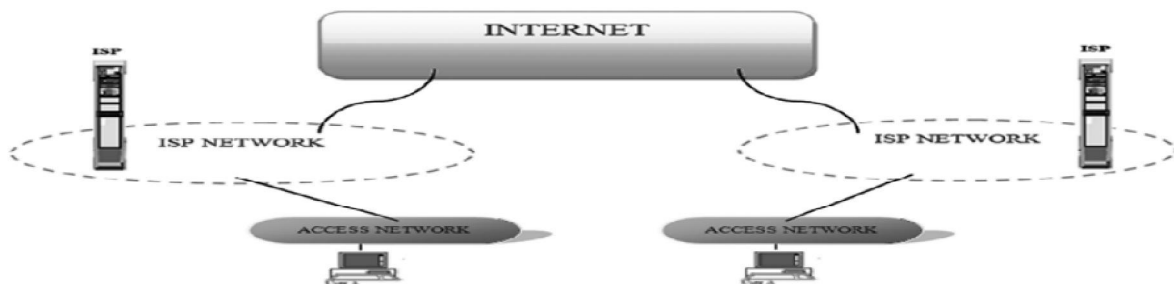 INTERNET
ISP
ISP
ISP NETWORK
ISP NETWORK
ACCESS NETWORK
ACCESS NETWORK